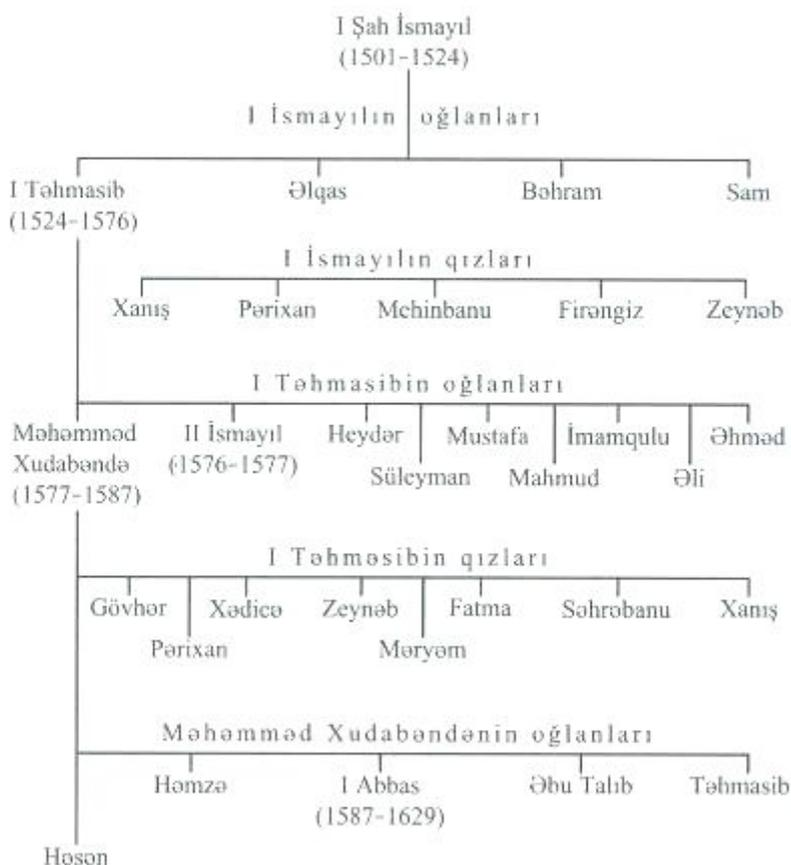 I Şah İsmayıl
(1501-1524)
I İsmayılın oğlanları
I Təhmasib
(1524-1576)
Əlqas
Bəhram
Sam
I İsmayılın qızları
Xanış
Pərixan
Mehinbanu
Firəngiz
Zeynəb
I Təhmasibin oğlanları
Məhəmməd
Xudabəndə
(1577-1587)
II İsmayıl
(1576-1577)
Heydər
Süleyman
Mustafa
Mahmud
İmamqulu
Əli
Əhməd
I Təhməsibin qızları
Gövhər
Pərixan
Xədicə
Zeynəb
Məryəm
Fatma
Səhrəbanu
Xanış
Məhəmməd Xudabəndənin oğlanları
Həmzə
I Abbas
(1587-1629)
Əbu Talıb
Təhmasib
Həsən